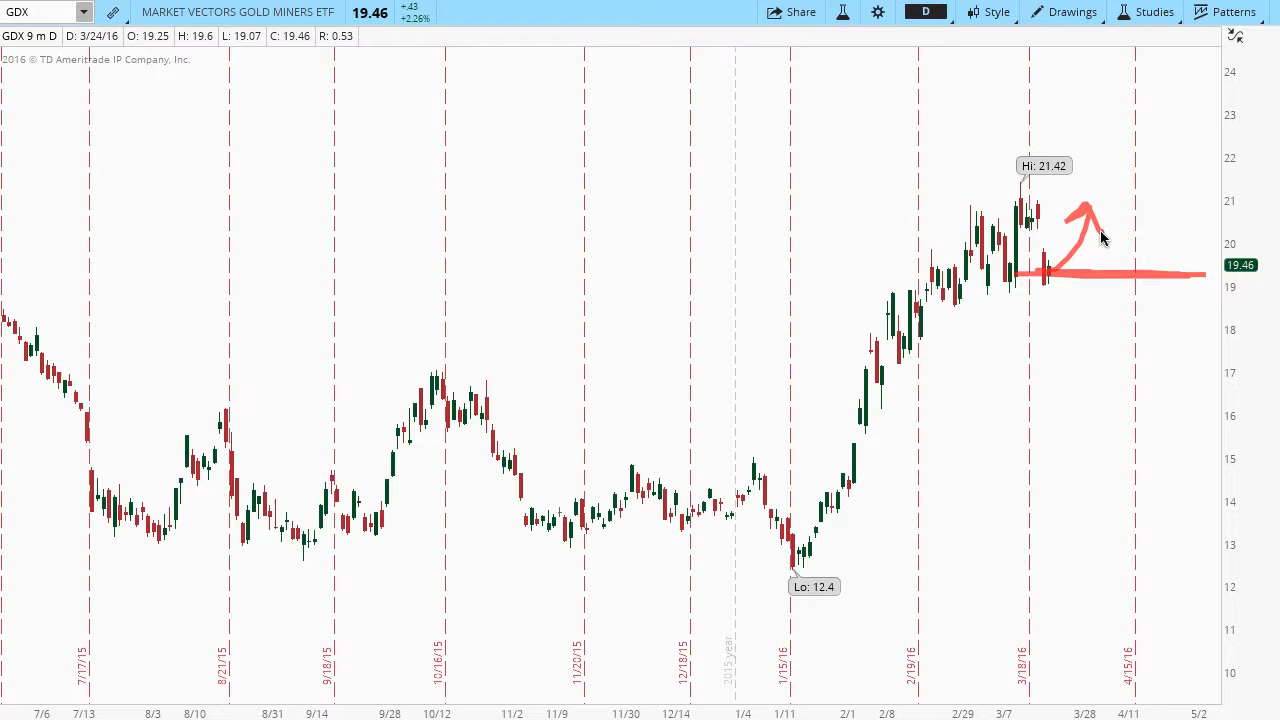 GDX MARKET VECTORS GOLD MINERS ETF 19.46 +.43 +2.26% Share D Style Drawings Studies Patterns
GDX 9 m D D: 3/24/16 O: 19.25 H: 19.6 L: 19.07 C: 19.46 R: 0.53
2016 © TD Ameritrade IP Company, Inc.
24
23
22
Hi: 21.42
21
20
19.46
19
18
17
16
15
14
13
12
Lo: 12.4
11
10
7/17/15 8/21/15 9/18/15 10/16/15 11/20/15 12/18/15 2015 year 1/15/16 2/19/16 3/18/16 4/15/16
7/6 7/13 8/3 8/10 8/31 9/14 9/28 10/12 11/2 11/9 11/30 12/14 1/4 1/11 2/1 2/8 2/29 3/7 3/28 4/11 5/2